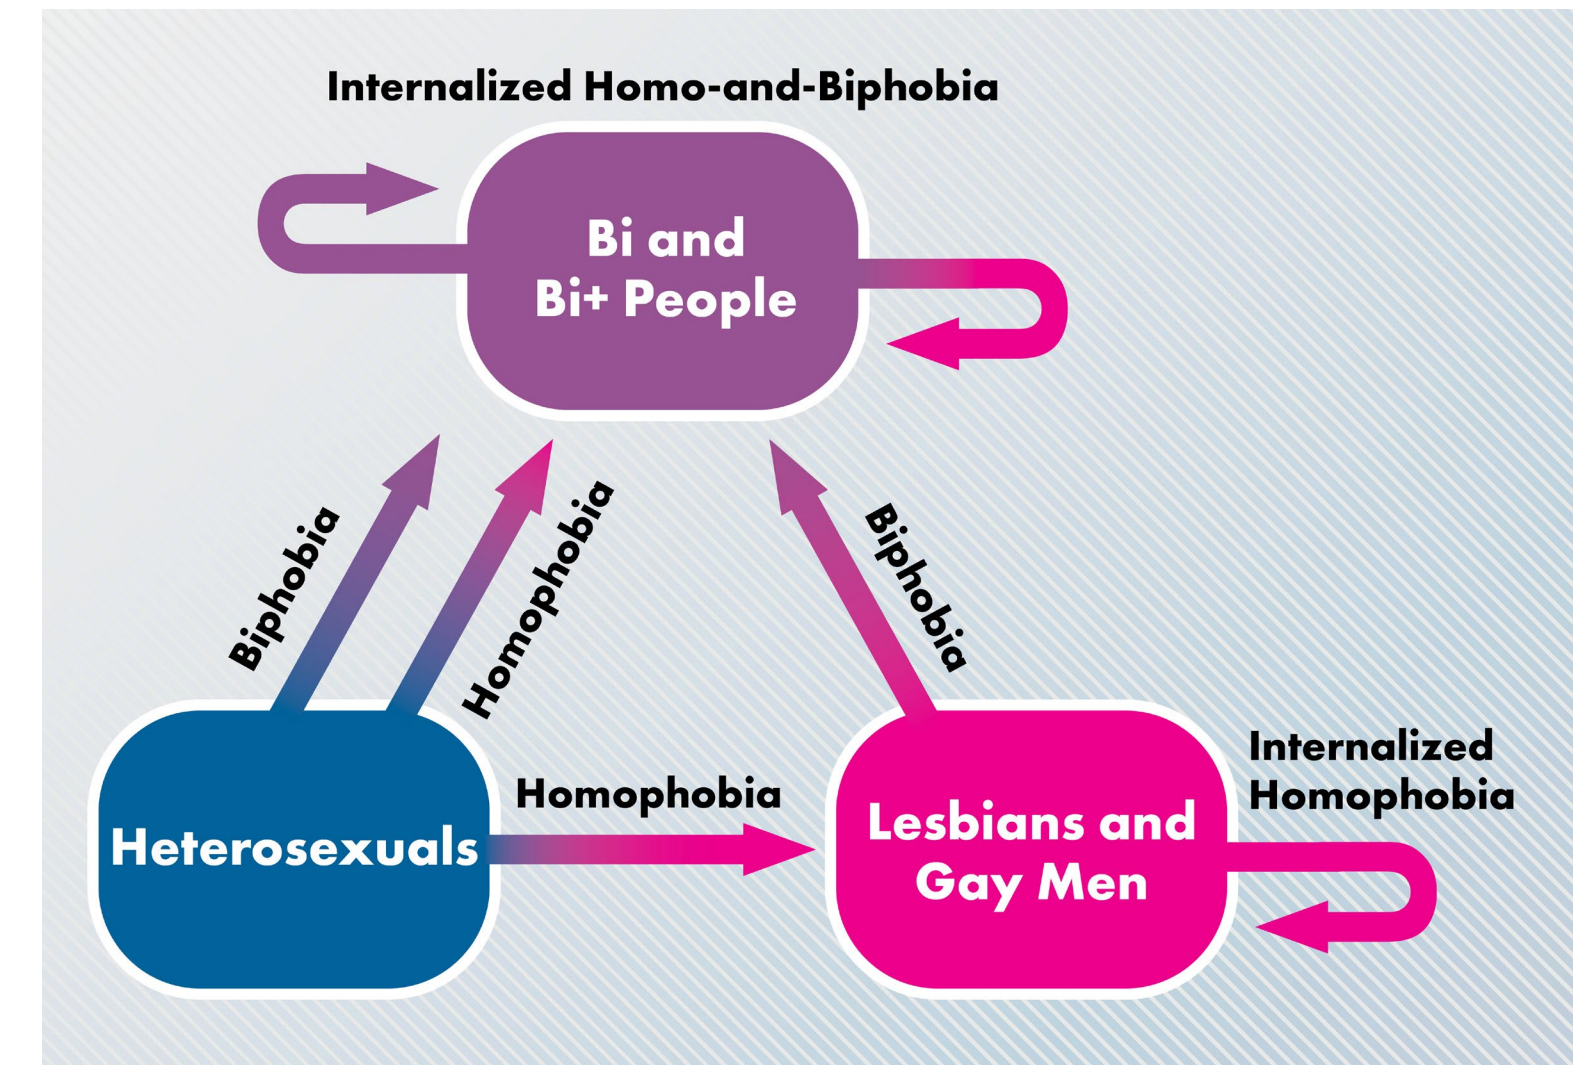 Internalized Homo-and-Biphobia
Bi and
Bi+ People
Biphobia
Homophobia
Biphobia
Heterosexuals
Homophobia
Lesbians and
Gay Men
Internalized
Homophobia